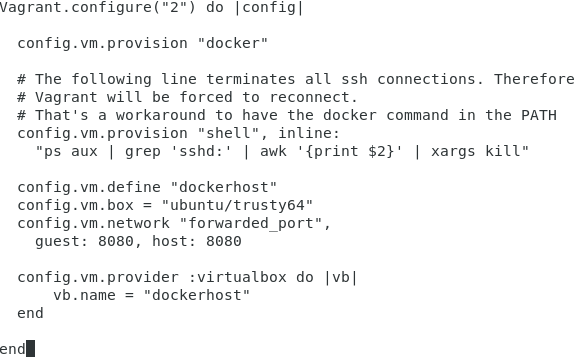 Vagrant.configure("2") do |config|
config.vm.provision "docker"
# The following line terminates all ssh connections. Therefore
# Vagrant will be forced to reconnect.
# That's a workaround to have the docker command in the PATH
config.vm.provision "shell", inline:
"ps aux | grep 'sshd:' | awk '{print $2}' | xargs kill"
config.vm.define "dockerhost"
config.vm.box = "ubuntu/trusty64"
config.vm.network "forwarded_port",
guest: 8080, host: 8080
config.vm.provider :virtualbox do |vb|
vb.name = "dockerhost"
end
end